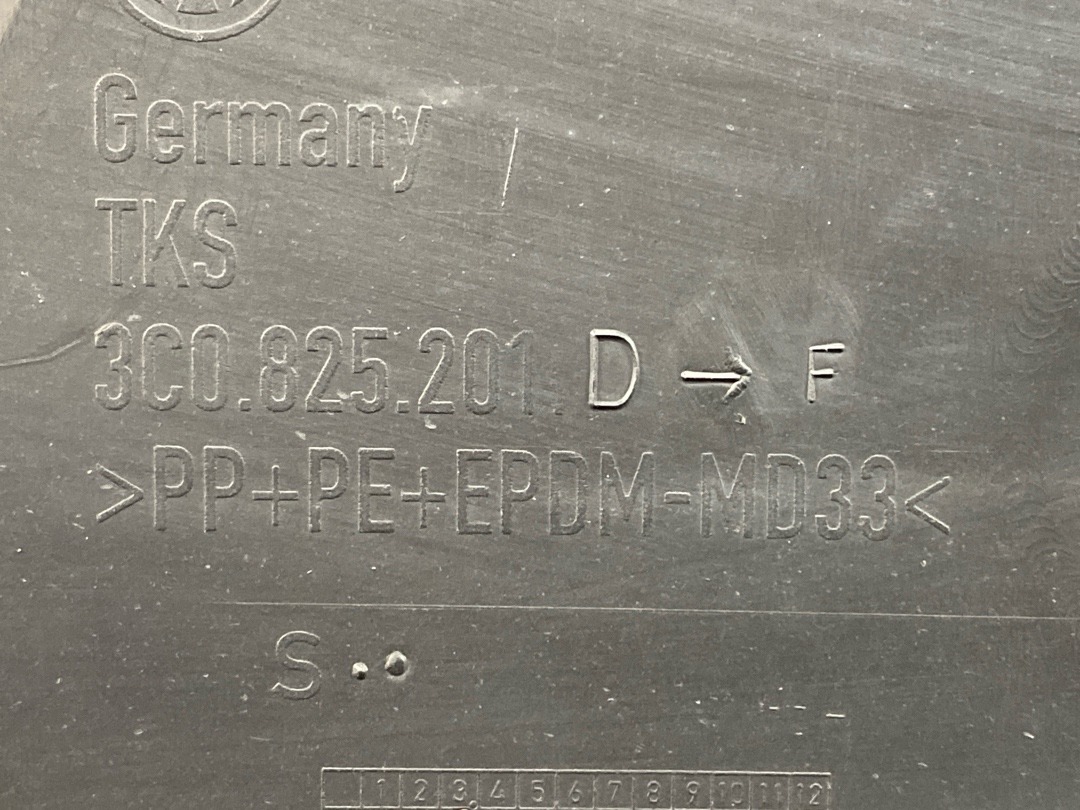 Germany /
TKS
3C0.825.201.D → F
>PP+PE+EPDM-MD33<
S..
1 2 3 4 5 6 7 8 9 10 11 12